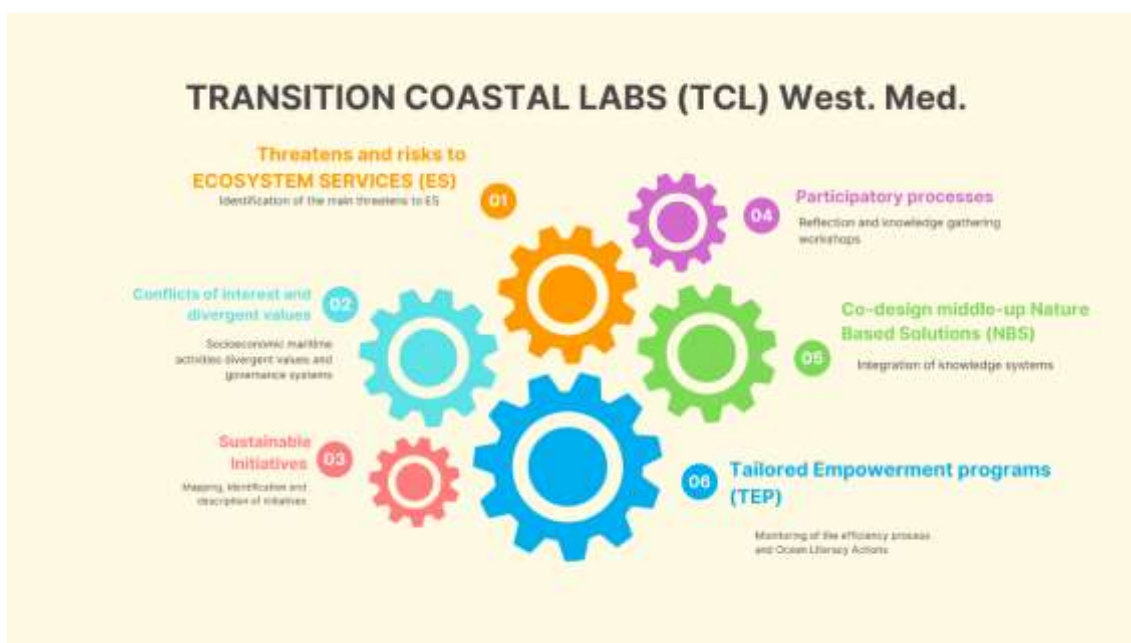 TRANSITION COASTAL LABS (TCL) West. Med.
Threatens and risks to
ECOSYSTEM SERVICES (ES)
Identification of the main threatens to ES
01
Conflicts of interest and
divergent values
02
Socioeconomic maritime
activities divergent values and
governance systems
Sustainable
Initiatives
03
Mapping, identification and
description of initiatives
04
Participatory processes
Reflection and knowledge gathering
workshops
05
Co-design middle-up Nature
Based Solutions (NBS)
Integration of knowledge systems
06
Tailored Empowerment programs
(TEP)
Monitoring of the efficiency process
and Ocean Literacy Actions